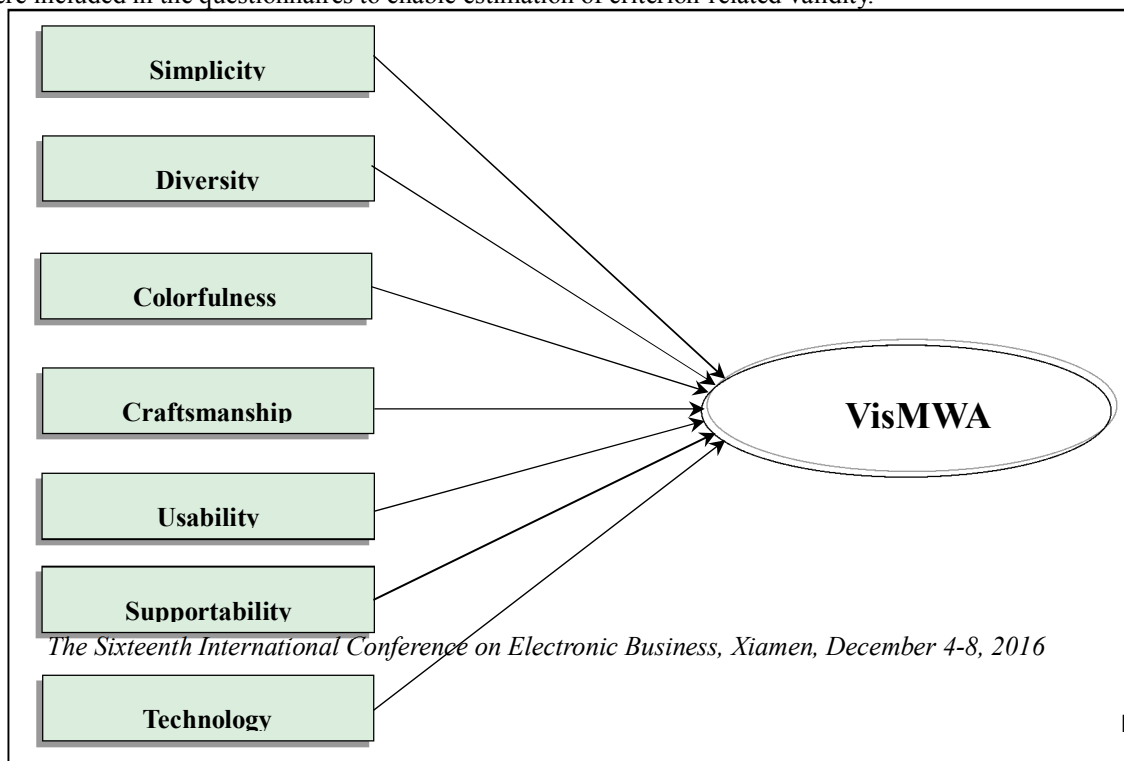 ere included in the questionnaires to enable estimation of criterion-related validity.
Simplicity
Diversity
Colorfulness
Craftsmanship
VisMWA
Usability
Supportability
The Sixteenth International Conference on Electronic Business, Xiamen, December 4-8, 2016
Technology